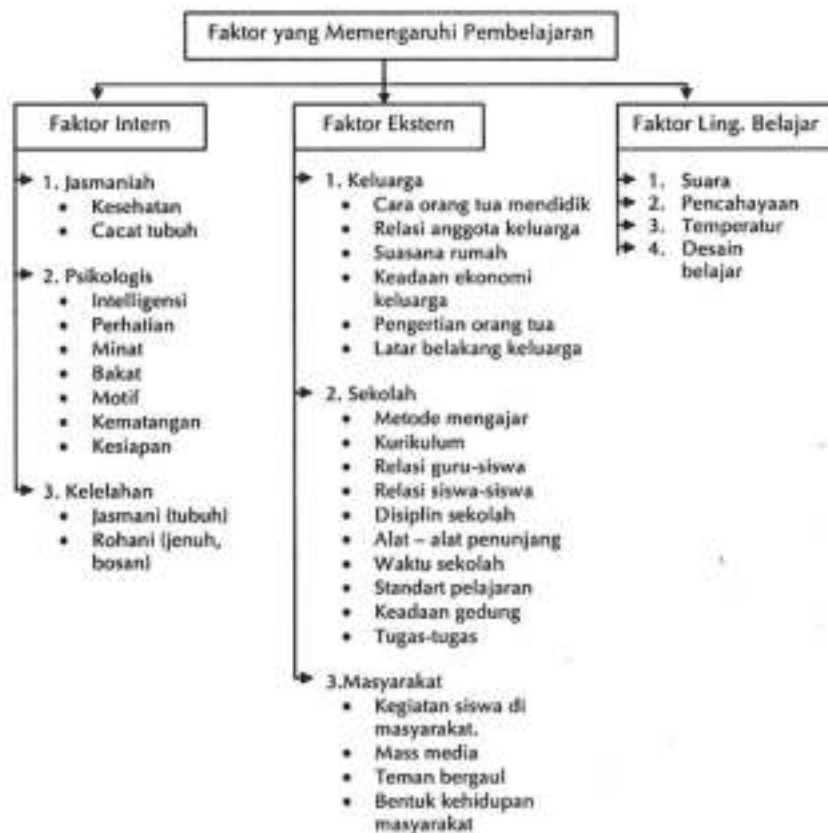 Faktor yang Memengaruhi Pembelajaran
Faktor Intern
1. Jasmaniah
• Kesehatan
• Cacat tubuh
2. Psikologis
• Intelligensi
• Perhatian
• Minat
• Bakat
• Motif
• Kematangan
• Kesiapan
3. Kelelahan
• Jasmani (tubuh)
• Rohani (jenuh,
bosan)
Faktor Ekstern
1. Keluarga
• Cara orang tua mendidik
• Relasi anggota keluarga
• Suasana rumah
• Keadaan ekonomi
keluarga
• Pengertian orang tua
• Latar belakang keluarga
2. Sekolah
• Metode mengajar
• Kurikulum
• Relasi guru-siswa
• Relasi siswa-siswa
• Disiplin sekolah
• Alat – alat penunjang
• Waktu sekolah
• Standart pelajaran
• Keadaan gedung
• Tugas-tugas
3.Masyarakat
• Kegiatan siswa di
masyarakat.
• Mass media
• Teman bergaul
• Bentuk kehidupan
masyarakat
Faktor Ling. Belajar
1. Suara
2. Pencahayaan
3. Temperatur
4. Desain
belajar